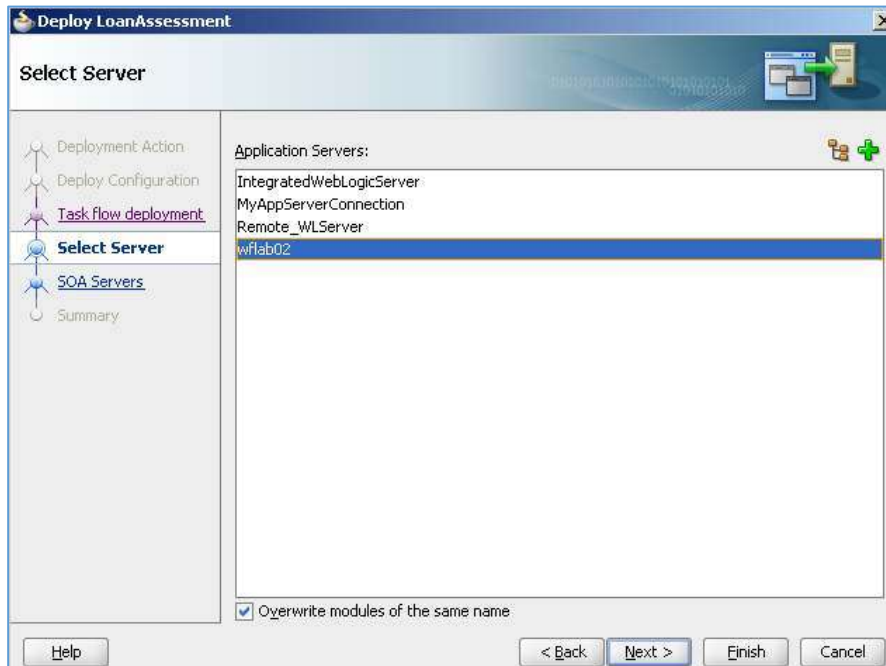 Deploy LoanAssessment
Select Server
Deployment Action
Deploy Configuration
Task flow deployment
Select Server
SOA Servers
Summary
Application Servers:
IntegratedWebLogicServer
MyAppServerConnection
Remote_WLServer
wflab02
Overwrite modules of the same name
Help
< Back
Next >
Finish
Cancel